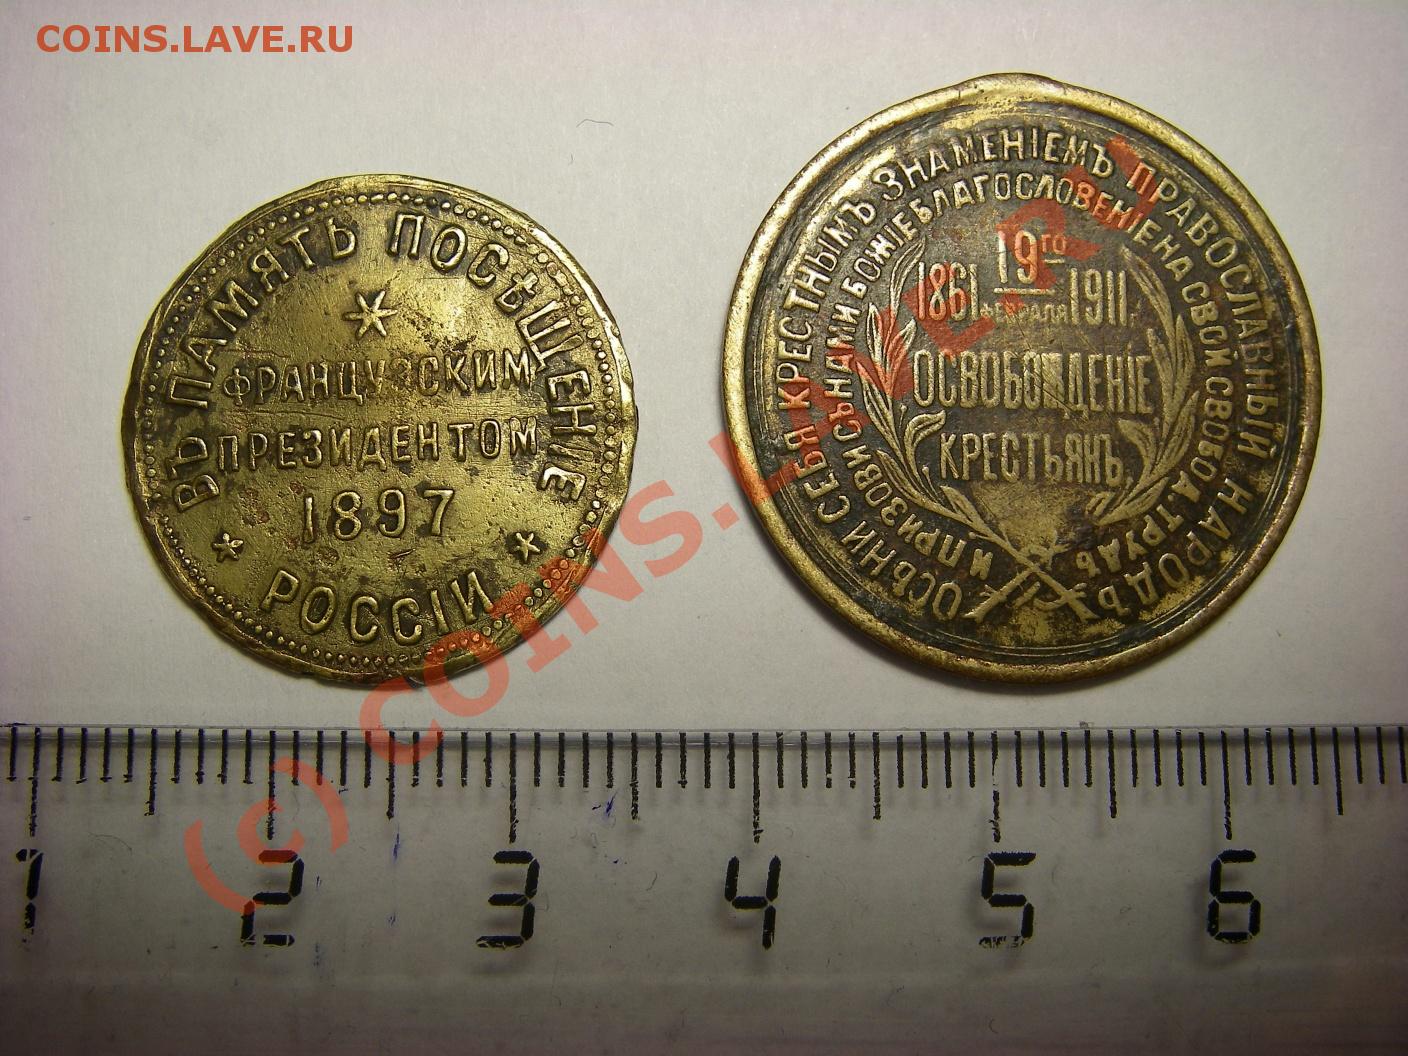 COINS.LAVE.RU
ВЪ ПАМЯТЬ ПОСѢЩЕНІЕ
ФРАНЦУЗСКИМ
ПРЕЗИДЕНТОМ
1897
РОССІИ
ОСѢНИ СЕБЯ КРЕСТНЫМЪ ЗНАМЕНІЕМЪ ПРАВОСЛАВНЫЙ НАРОДЪ
И ПРИЗОВИ СЪ НАМИ БОЖІЕ БЛАГОСЛОВЕНІЕ НА СВОЙ СВОБОД. ТРУДЪ
19го
1861 ФЕВРАЛЯ 1911.
ОСВОБОЖДЕНІЕ
КРЕСТЬЯНЪ.
(c) COINS.LAVE.RU
1 2 3 4 5 6